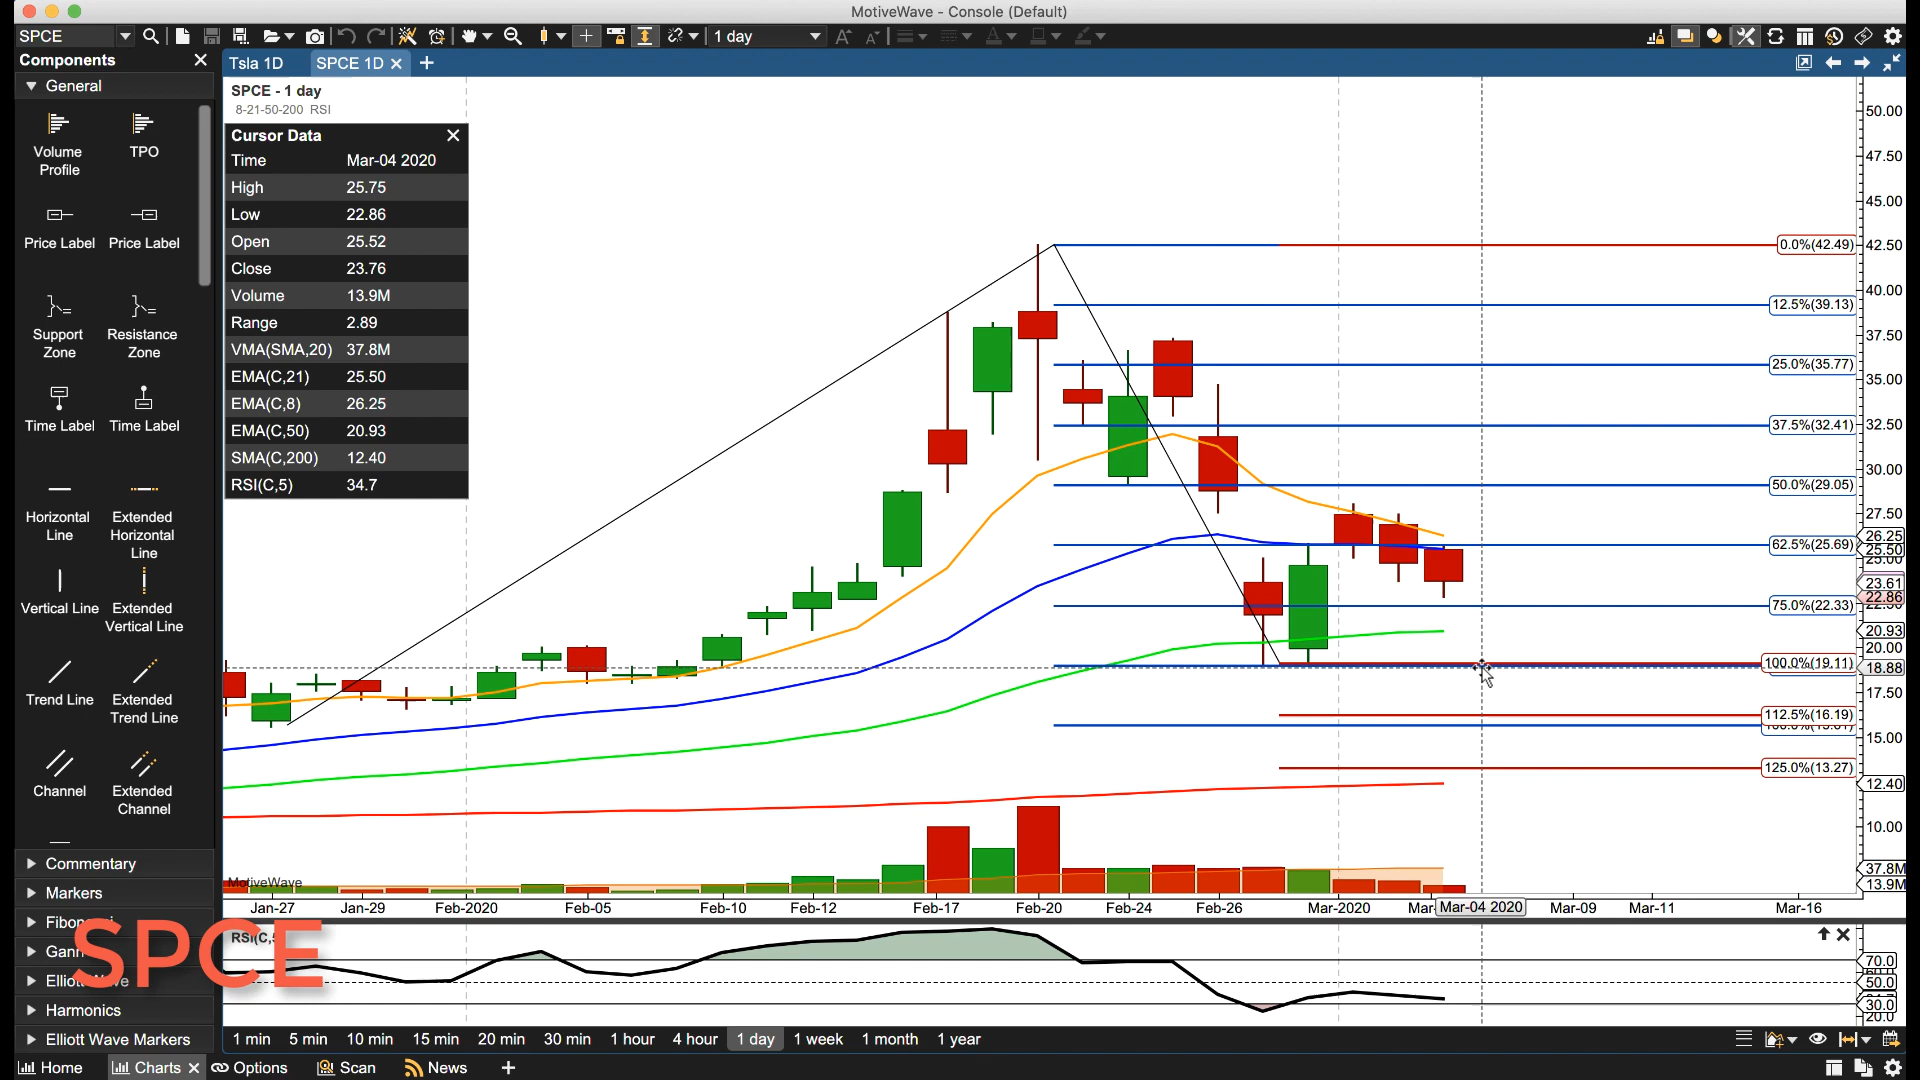 MotiveWave - Console (Default)
SPCE
1 day
Components
Tsla 1D
SPCE 1D
General
SPCE - 1 day
8-21-50-200 RSI
Volume Profile
TPO
Price Label
Price Label
Support Zone
Resistance Zone
Time Label
Time Label
Horizontal Line
Extended Horizontal Line
Vertical Line
Extended Vertical Line
Trend Line
Extended Trend Line
Channel
Extended Channel
Commentary
Markers
Gann
Harmonics
Elliott Wave Markers
SPCE
Cursor Data
Time Mar-04 2020
High 25.75
Low 22.86
Open 25.52
Close 23.76
Volume 13.9M
Range 2.89
VMA(SMA,20) 37.8M
EMA(C,21) 25.50
EMA(C,8) 26.25
EMA(C,50) 20.93
SMA(C,200) 12.40
RSI(C,5) 34.7
0.0%(42.49)
12.5%(39.13)
25.0%(35.77)
37.5%(32.41)
50.0%(29.05)
62.5%(25.69)
75.0%(22.33)
100.0%(19.11)
112.5%(16.19)
125.0%(13.27)
50.00
47.50
45.00
42.50
40.00
37.50
35.00
32.50
30.00
27.50
26.25
25.50
25.00
23.61
22.86
20.93
20.00
18.88
17.50
15.00
12.40
10.00
37.8M
13.9M
MotiveWave
Jan-27 Jan-29 Feb-2020 Feb-05 Feb-10 Feb-12 Feb-17 Feb-20 Feb-24 Feb-26 Mar-2020 Mar-04 2020 Mar-09 Mar-11 Mar-16
70.0
50.0
30.0
20.0
1 min 5 min 10 min 15 min 20 min 30 min 1 hour 4 hour 1 day 1 week 1 month 1 year
Home Charts Options Scan News